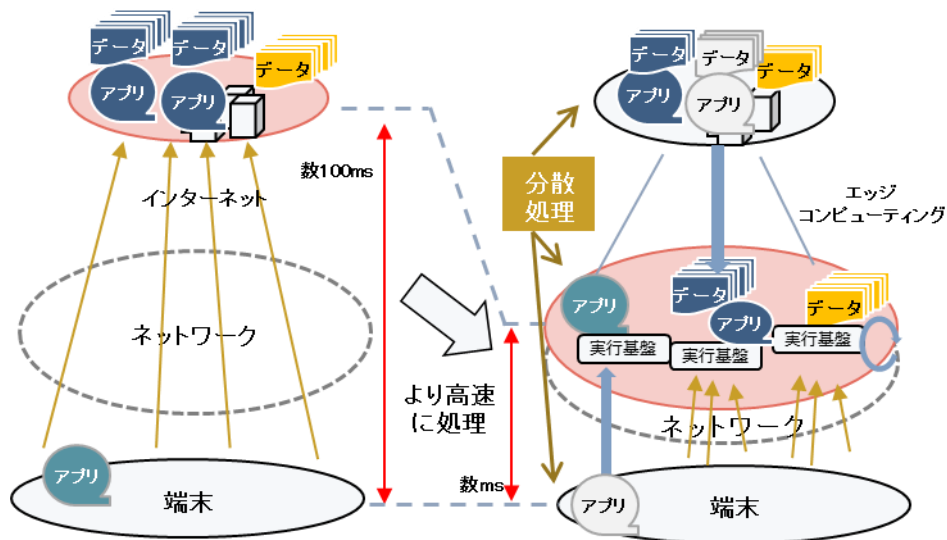 データ
データ
データ
アプリ
アプリ
インターネット
ネットワーク
アプリ
端末
数100ms
より高速
に処理
数ms
分散
処理
データ
データ
データ
アプリ
アプリ
エッジ
コンピューティング
アプリ
データ
アプリ
データ
実行基盤
実行基盤
実行基盤
ネットワーク
アプリ
端末